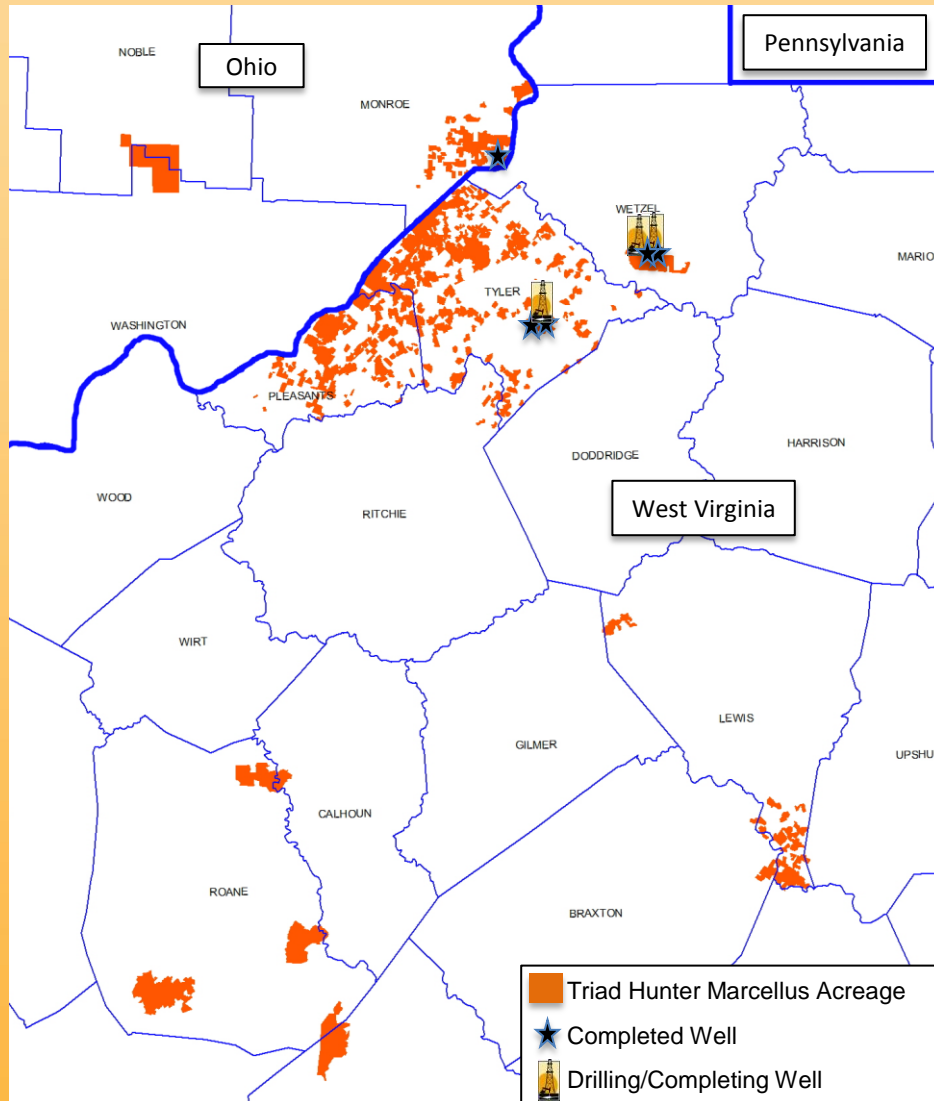 NOBLE
Ohio
Pennsylvania
MONROE
WETZEL
MARIO
TYLER
WASHINGTON
PLEASANTS
DODDRIDGE
HARRISON
WOOD
RITCHIE
West Virginia
WIRT
LEWIS
GILMER
UPSHU
CALHOUN
ROANE
BRAXTON
Triad Hunter Marcellus Acreage
Completed Well
Drilling/Completing Well